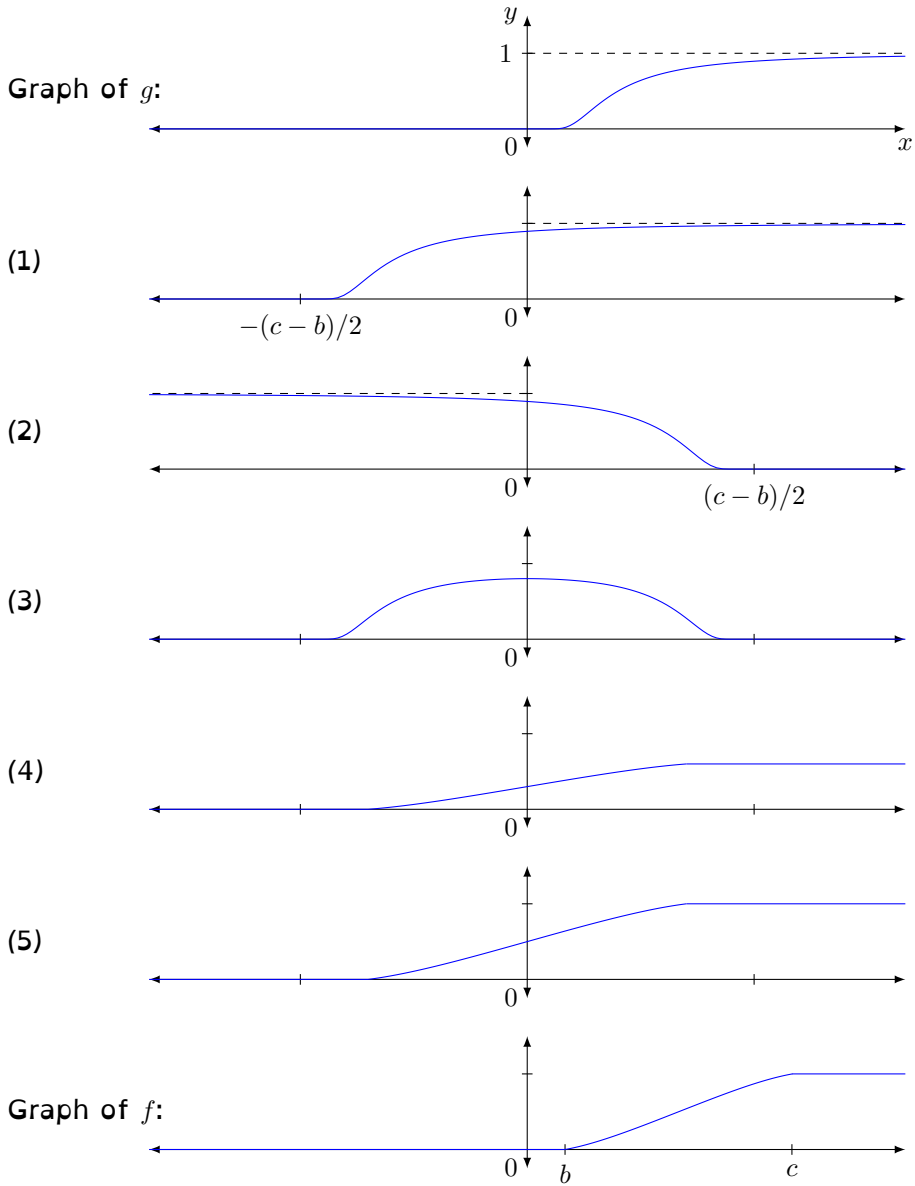 y
1
Graph of g:
0
x
(1)
0
−(c − b)/2
(2)
0
(c − b)/2
(3)
0
(4)
0
(5)
0
Graph of f:
0
b
c